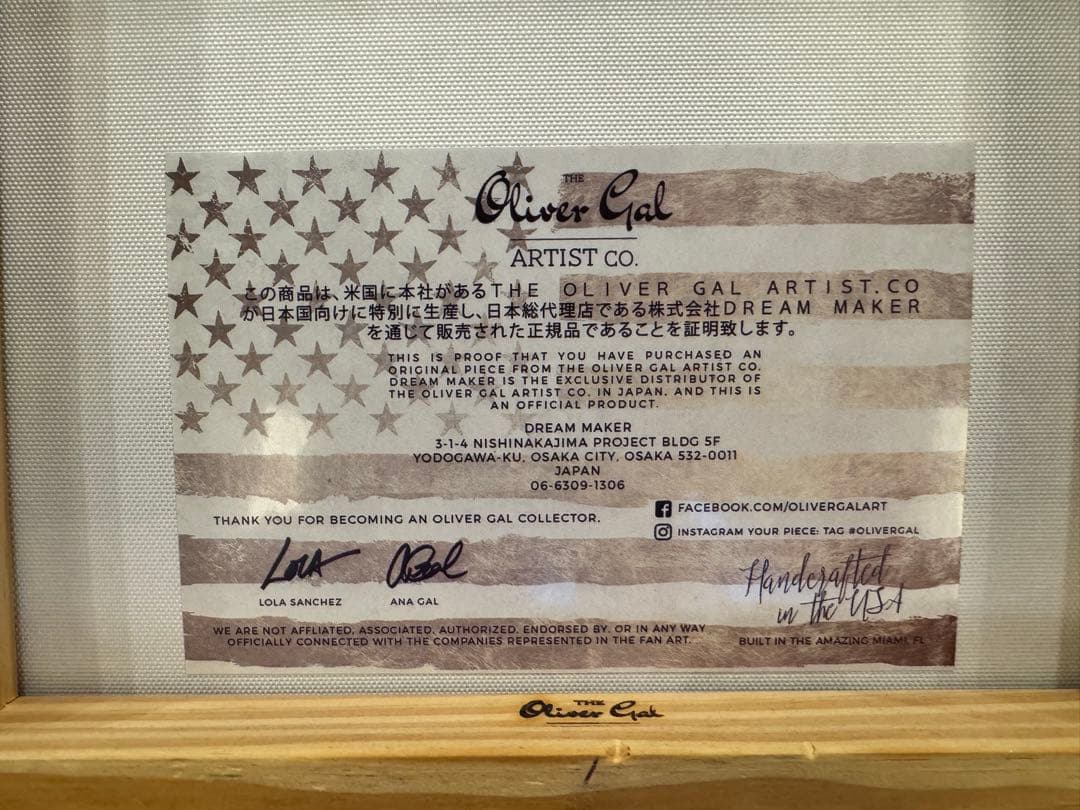 THE
Oliver Gal
ARTIST CO.
この商品は、米国に本社があるTHE OLIVER GAL ARTIST.CO
が日本国向けに特別に生産し、日本総代理店である株式会社DREAM MAKER
を通じて販売された正規品であることを証明致します。
THIS IS PROOF THAT YOU HAVE PURCHASED AN
ORIGINAL PIECE FROM THE OLIVER GAL ARTIST CO.
DREAM MAKER IS THE EXCLUSIVE DISTRIBUTOR OF
THE OLIVER GAL ARTIST CO. IN JAPAN. AND THIS IS
AN OFFICIAL PRODUCT.
DREAM MAKER
3-1-4 NISHINAKAJIMA PROJECT BLDG 5F
YODOGAWA-KU, OSAKA CITY, OSAKA 532-0011
JAPAN
06-6309-1306
FACEBOOK.COM/OLIVERGALART
THANK YOU FOR BECOMING AN OLIVER GAL COLLECTOR.
INSTAGRAM YOUR PIECE: TAG #OLIVERGAL
LOLA
LOLA SANCHEZ
ANA GAL
Handcrafted
in the USA
WE ARE NOT AFFLIATED, ASSOCIATED, AUTHORIZED, ENDORSED BY, OR IN ANY WAY
OFFICIALLY CONNECTED WITH THE COMPANIES REPRESENTED IN THE FAN ART.
BUILT IN THE AMAZING MIAMI, FL
THE
Oliver Gal